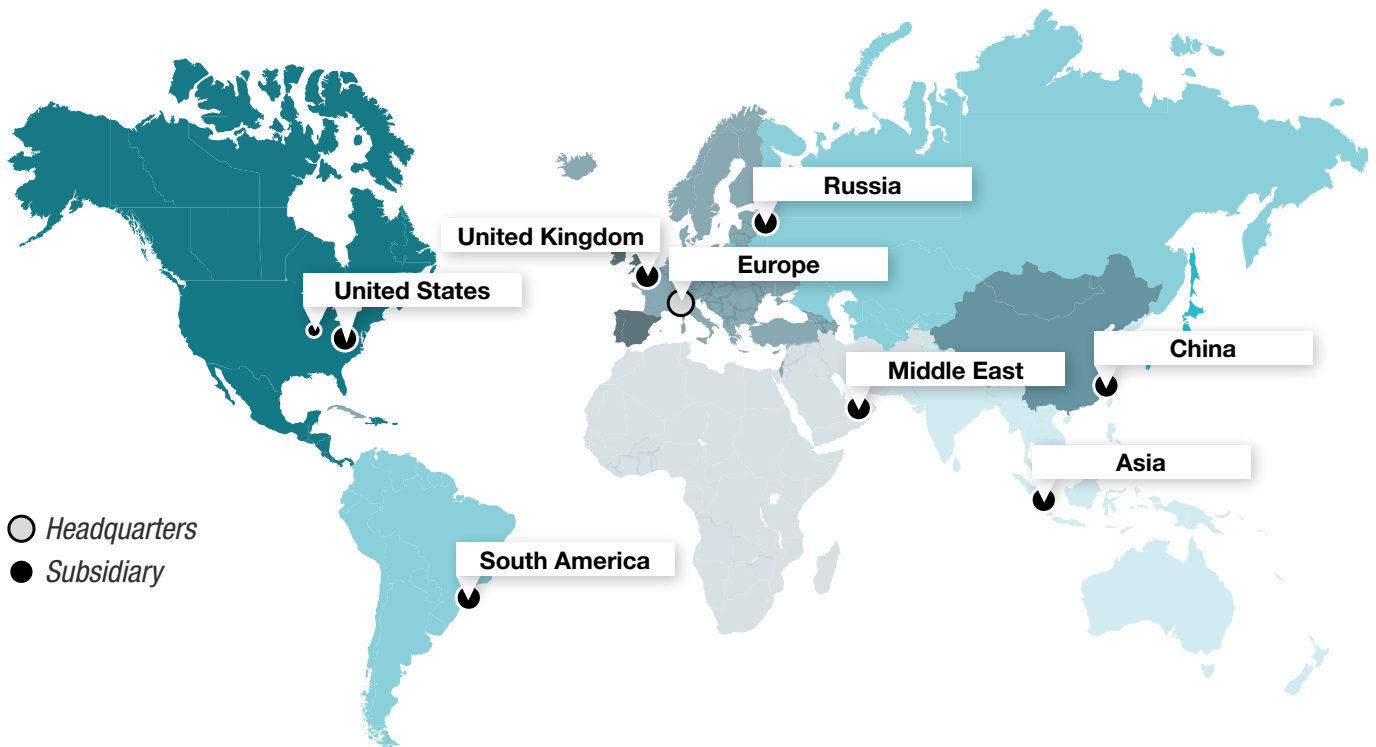 Russia
United Kingdom
Europe
United States
China
Middle East
Asia
Headquarters
South America
Subsidiary